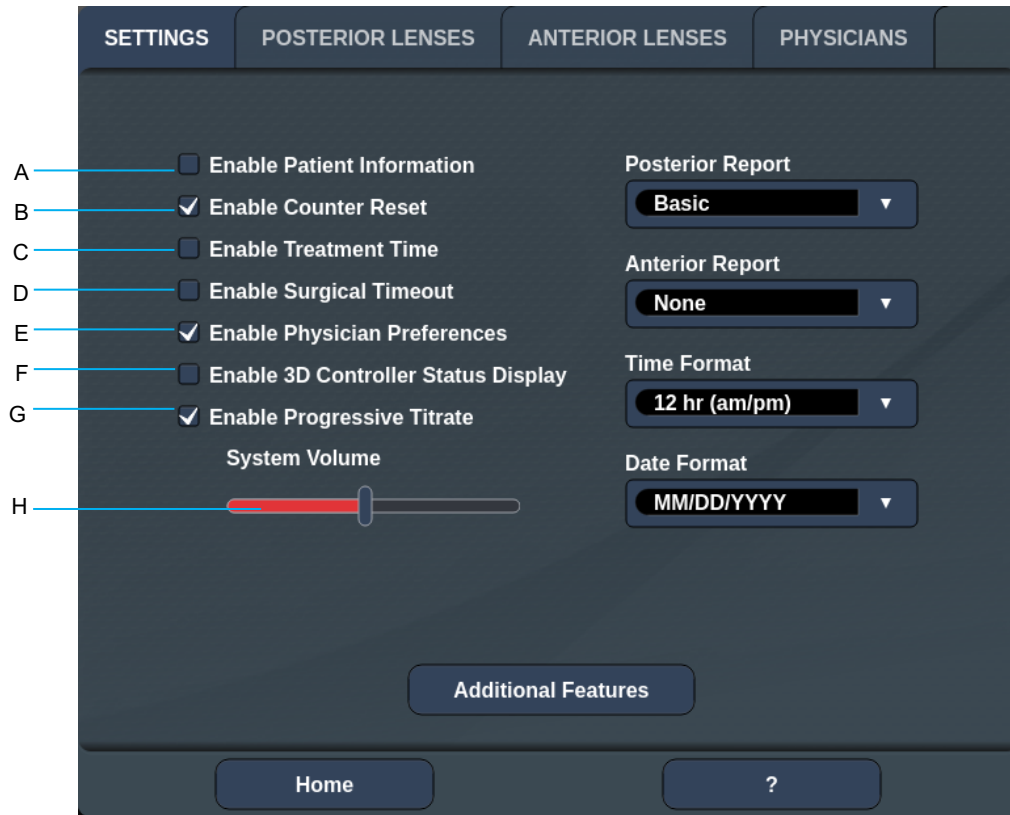 SETTINGS POSTERIOR LENSES ANTERIOR LENSES PHYSICIANS
A Enable Patient Information
B Enable Counter Reset
C Enable Treatment Time
D Enable Surgical Timeout
E Enable Physician Preferences
F Enable 3D Controller Status Display
G Enable Progressive Titrate
System Volume
H
Posterior Report
Basic
Anterior Report
None
Time Format
12 hr (am/pm)
Date Format
MM/DD/YYYY
Additional Features
Home ?